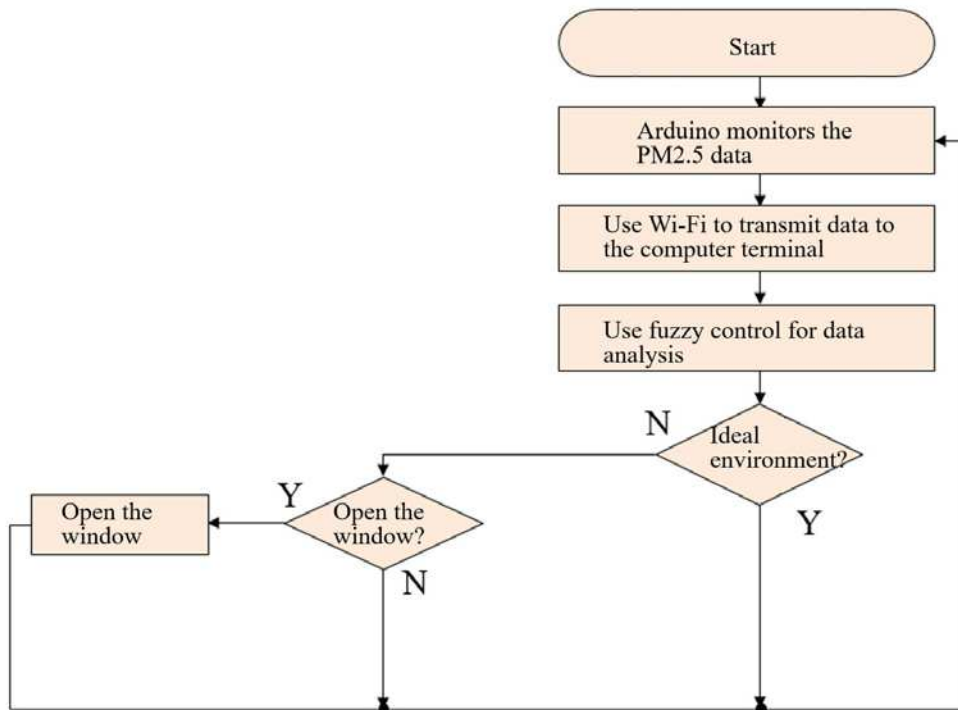 Start
Arduino monitors the
PM2.5 data
Use Wi-Fi to transmit data to
the computer terminal
Use fuzzy control for data
analysis
N
Ideal
environment?
Y
Y
Open the
window?
N
Open the
window